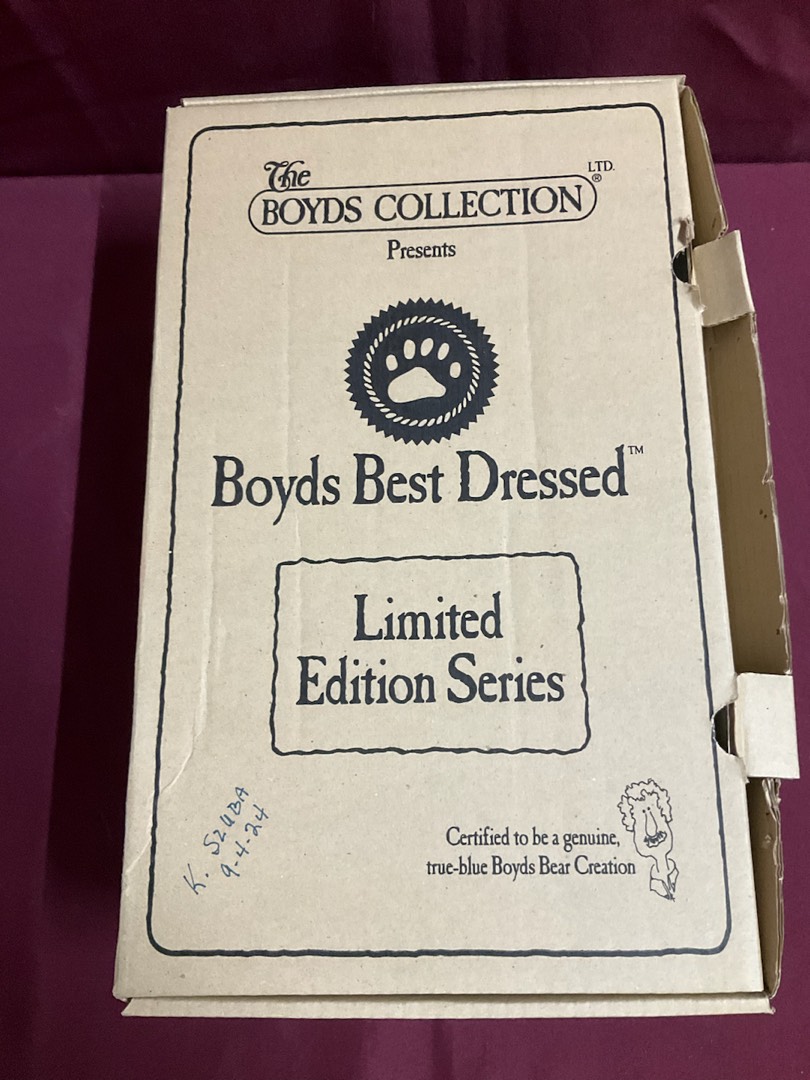 The
LTD.
®
BOYDS COLLECTION
Presents
Boyds Best Dressed™
Limited
Edition Series
K. SZUBA
9-4-24
Certified to be a genuine,
true-blue Boyds Bear Creation